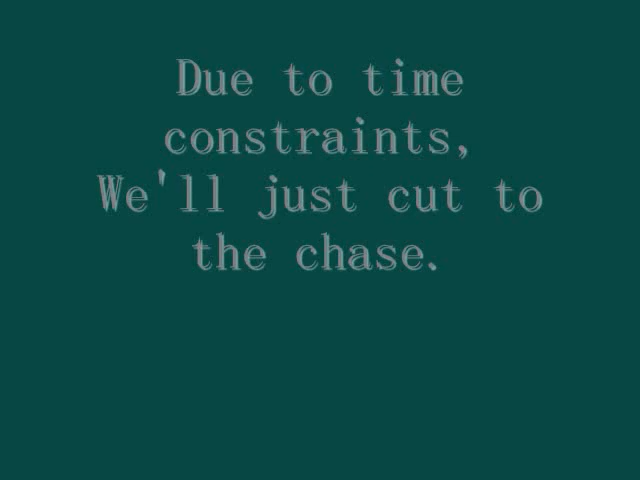 Due to time
constraints,
We'll just cut to
the chase.